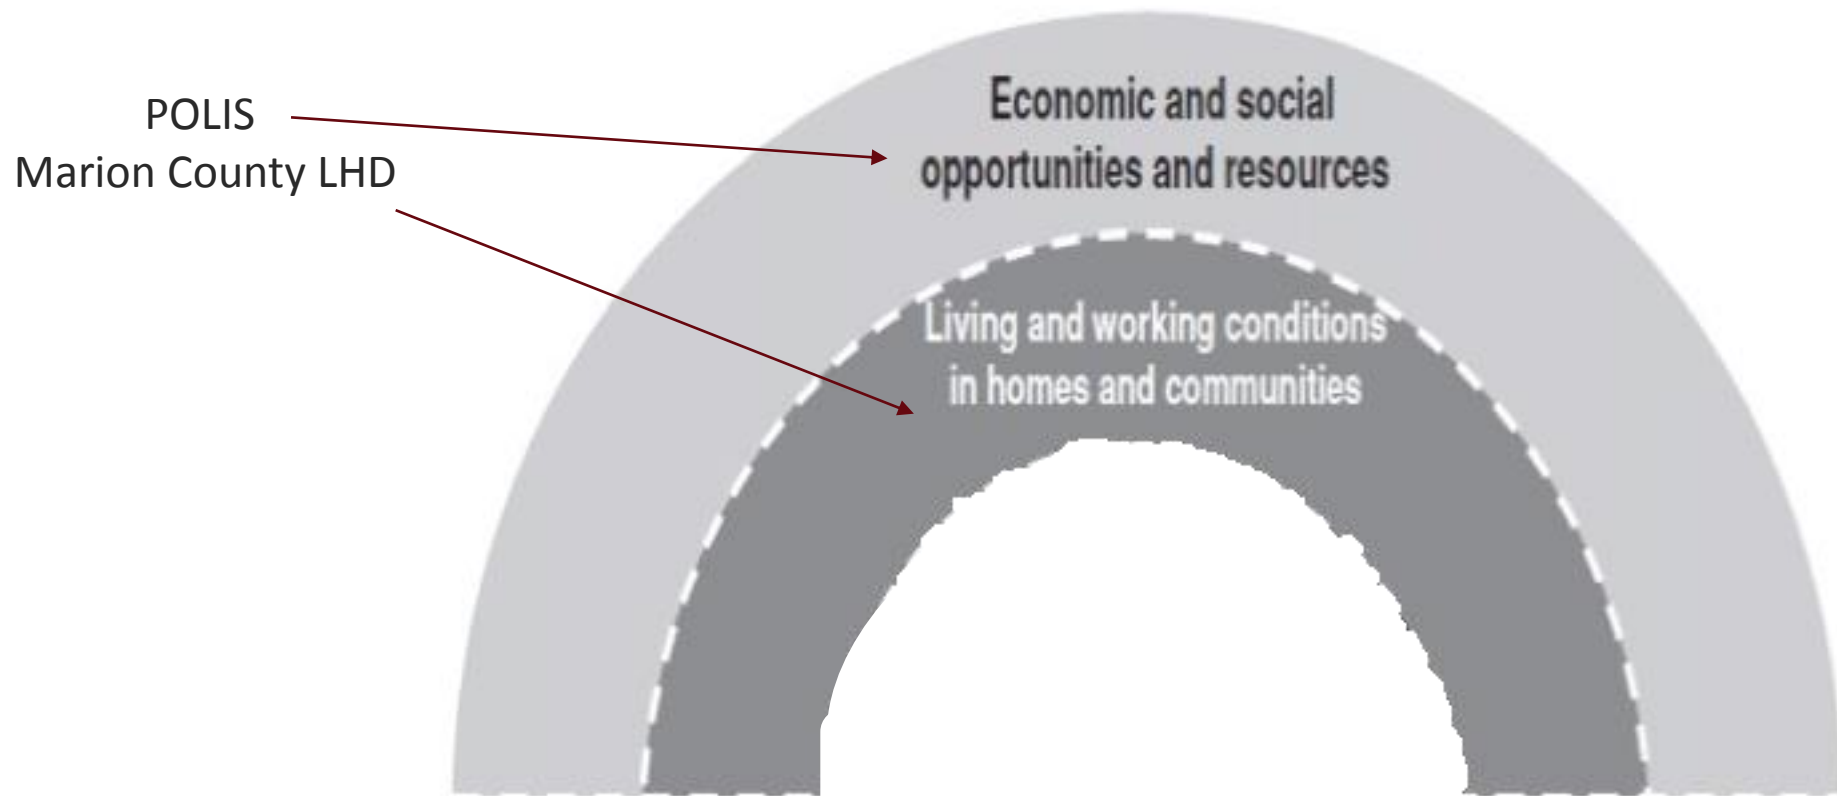 POLIS
Marion County LHD
Economic and social
opportunities and resources
Living and working conditions
in homes and communities